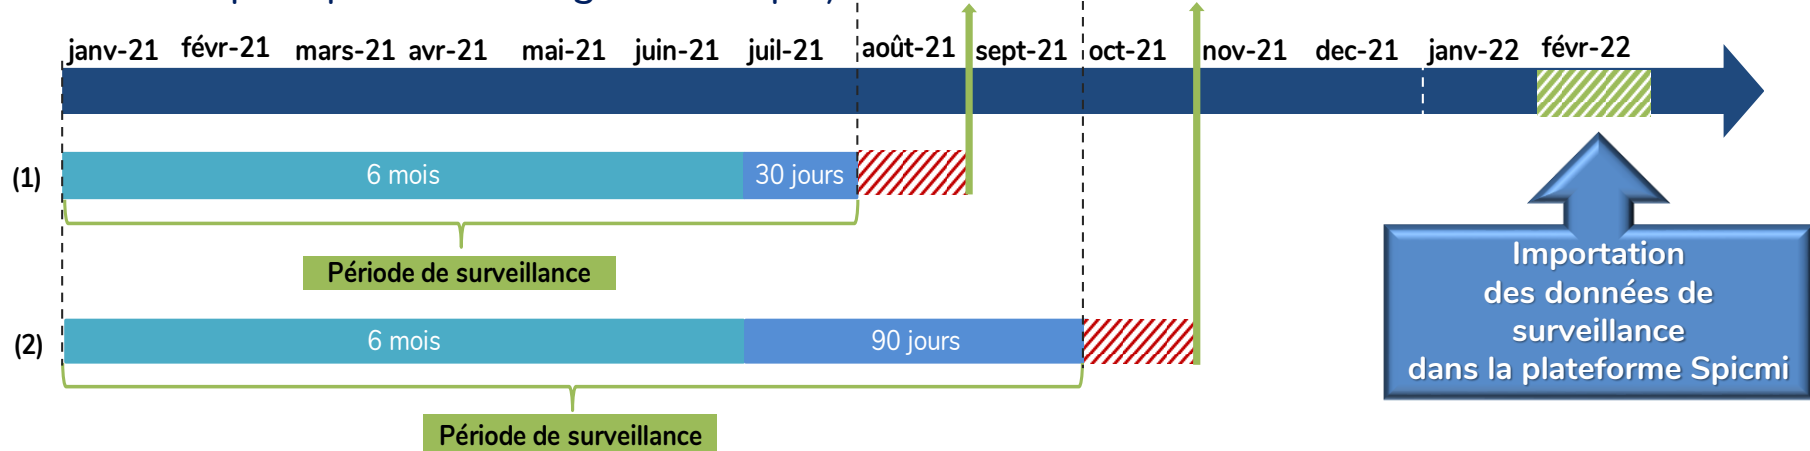 janv-21 févr-21 mars-21 avr-21 mai-21 juin-21 juil-21 août-21 sept-21 oct-21 nov-21 dec-21 janv-22 févr-22
(1) 6 mois 30 jours
Période de surveillance
(2) 6 mois 90 jours
Période de surveillance
Importation
des données de
surveillance
dans la plateforme Spicmi